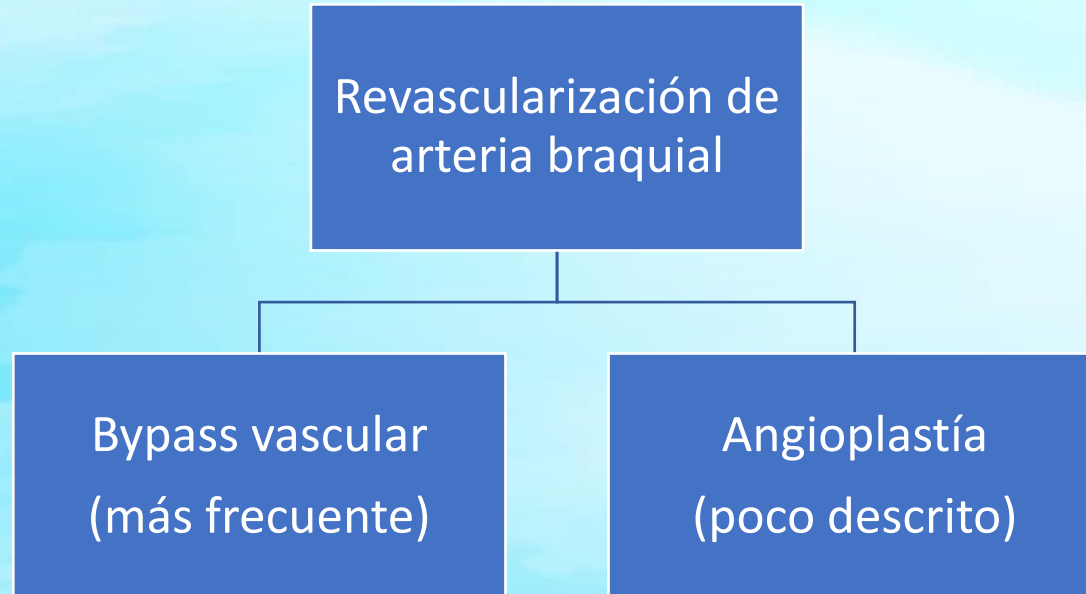 Revascularización de
arteria braquial
Bypass vascular
(más frecuente)
Angioplastía
(poco descrito)